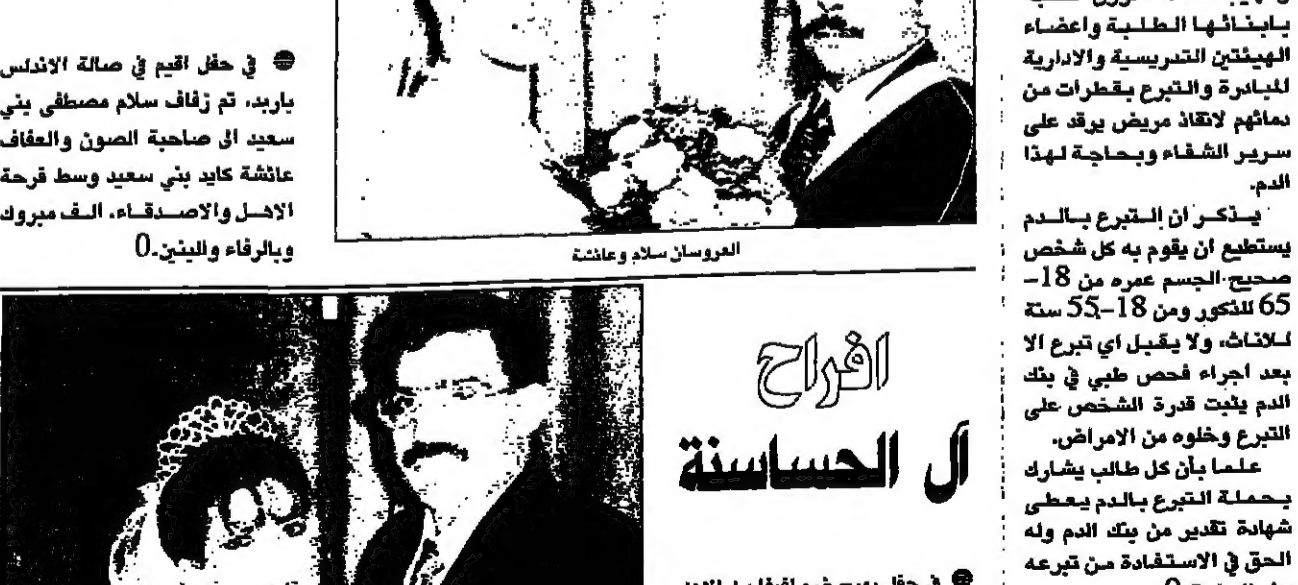 بابنائها الطلبة واعضاء
الهيئتين التدريسية والادارية
للمبادرة والتبرع بقطرات من
دمائهم لانقاذ مريض يرقد على
سرير الشفاء وبحاجة لهذا
الدم.
يذكر ان التبرع بالدم
يستطيع ان يقوم به كل شخص
صحيح الجسم عمره من 18-
65 للذكور ومن 18-55 سنة
للاناث، ولا يقبل اي تبرع الا
بعد اجراء فحص طبي في بنك
الدم يثبت قدرة الشخص على
التبرع وخلوه من الامراض.
علما بأن كل طالب يشارك
بحملة التبرع بالدم يعطى
شهادة تقدير من بنك الدم وله
الحق في الاستفادة من تبرعه
العروسان سلام وعائشة
في حفل اقيم في صالة الاندلس
باربد، تم زفاف سلام مصطفى بني
سعيد الى صاحبة الصون والعفاف
عائشة كايد بني سعيد وسط فرحة
الاهل والاصدقاء، الف مبروك
وبالرفاء والبنين.0
افراح
آل الحساسنة
في حفل